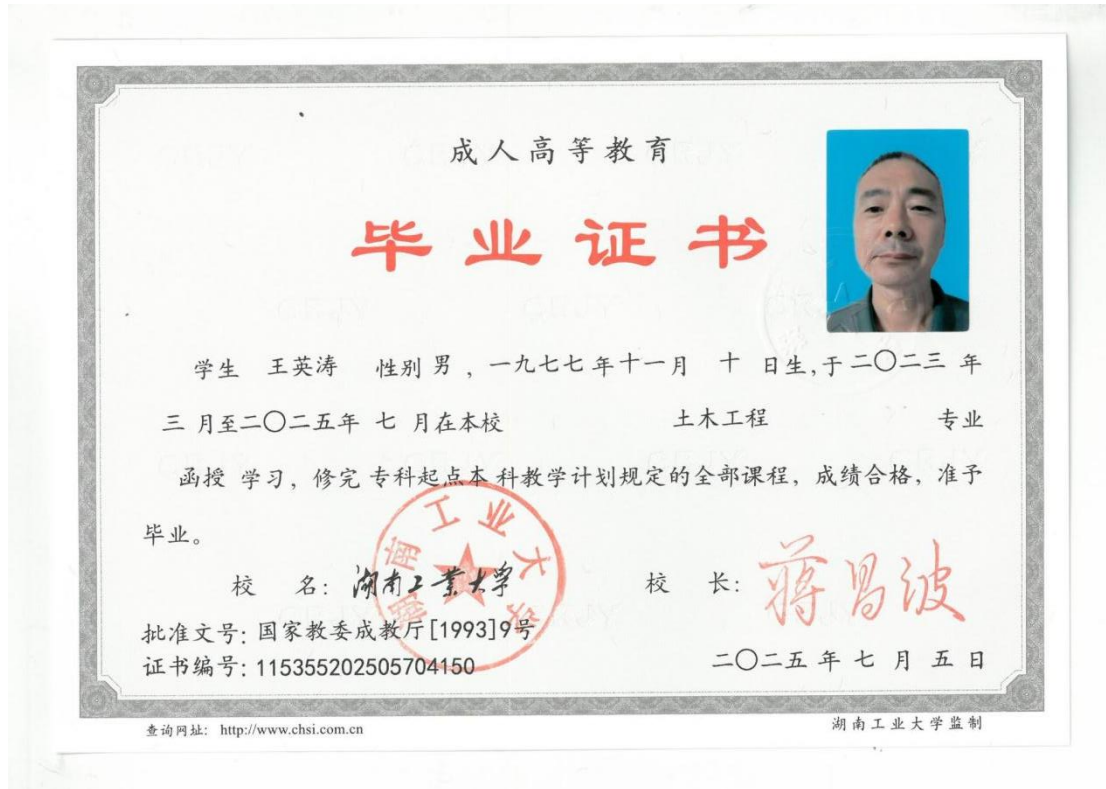 成人高等教育
毕业证书
学生 王英涛 性别 男 ，一九七七 年 十一 月 十 日生，于 二〇二三 年
三 月至 二〇二五 年 七 月在本校 土木工程 专业
函授 学习，修完 专科起点本 科教学计划规定的全部课程，成绩合格，准予
毕业。
校 名：湖南工業大学
湖南工业大学
校 长：蒋昌波
批准文号：国家教委成教厅[1993]9号
证书编号：115355202505704150
二〇二五 年 七 月 五 日
查询网址：http://www.chsi.com.cn
湖南工业大学监制